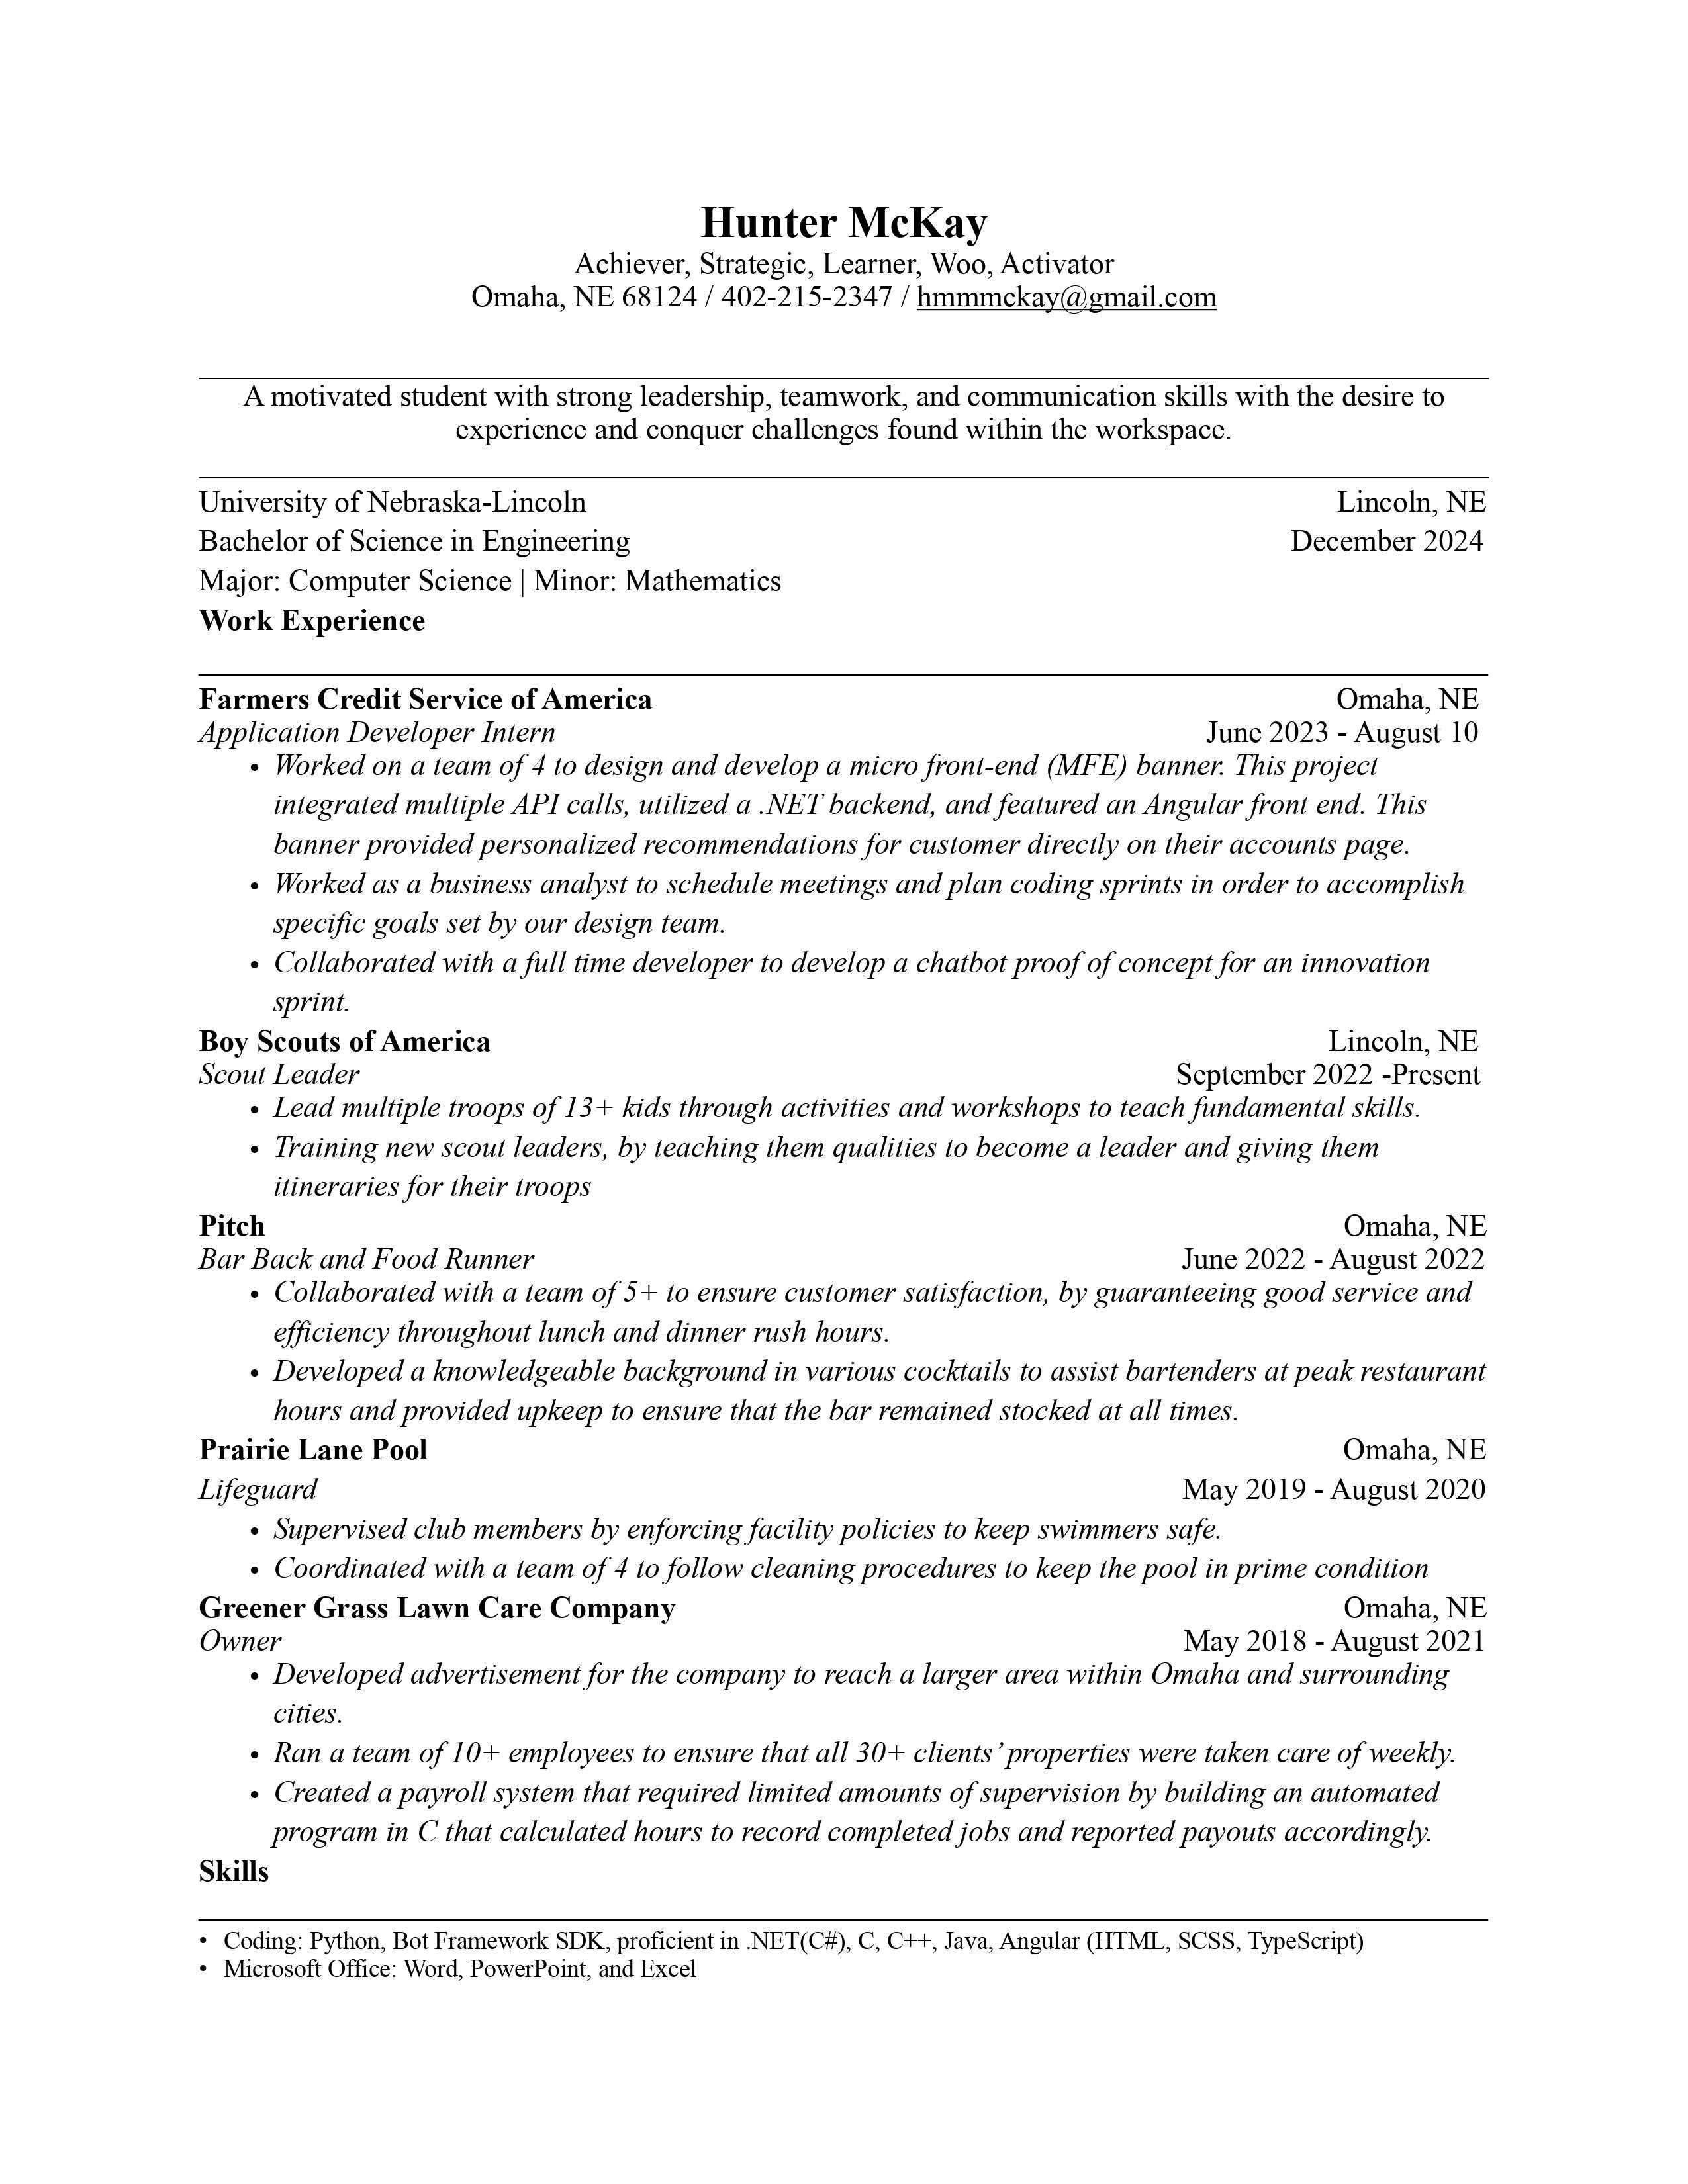 Hunter McKay
Achiever, Strategic, Learner, Woo, Activator
Omaha, NE 68124 / 402-215-2347 / hmmmckay@gmail.com
A motivated student with strong leadership, teamwork, and communication skills with the desire to
experience and conquer challenges found within the workspace.
University of Nebraska-Lincoln Lincoln, NE
Bachelor of Science in Engineering December 2024
Major: Computer Science | Minor: Mathematics
Work Experience
Farmers Credit Service of America Omaha, NE
Application Developer Intern June 2023 - August 10
• Worked on a team of 4 to design and develop a micro front-end (MFE) banner. This project
integrated multiple API calls, utilized a .NET backend, and featured an Angular front end. This
banner provided personalized recommendations for customer directly on their accounts page.
• Worked as a business analyst to schedule meetings and plan coding sprints in order to accomplish
specific goals set by our design team.
• Collaborated with a full time developer to develop a chatbot proof of concept for an innovation
sprint.
Boy Scouts of America Lincoln, NE
Scout Leader September 2022 -Present
• Lead multiple troops of 13+ kids through activities and workshops to teach fundamental skills.
• Training new scout leaders, by teaching them qualities to become a leader and giving them
itineraries for their troops
Pitch Omaha, NE
Bar Back and Food Runner June 2022 - August 2022
• Collaborated with a team of 5+ to ensure customer satisfaction, by guaranteeing good service and
efficiency throughout lunch and dinner rush hours.
• Developed a knowledgeable background in various cocktails to assist bartenders at peak restaurant
hours and provided upkeep to ensure that the bar remained stocked at all times.
Prairie Lane Pool Omaha, NE
Lifeguard May 2019 - August 2020
• Supervised club members by enforcing facility policies to keep swimmers safe.
• Coordinated with a team of 4 to follow cleaning procedures to keep the pool in prime condition
Greener Grass Lawn Care Company Omaha, NE
Owner May 2018 - August 2021
• Developed advertisement for the company to reach a larger area within Omaha and surrounding
cities.
• Ran a team of 10+ employees to ensure that all 30+ clients’ properties were taken care of weekly.
• Created a payroll system that required limited amounts of supervision by building an automated
program in C that calculated hours to record completed jobs and reported payouts accordingly.
Skills
• Coding: Python, Bot Framework SDK, proficient in .NET(C#), C, C++, Java, Angular (HTML, SCSS, TypeScript)
• Microsoft Office: Word, PowerPoint, and Excel